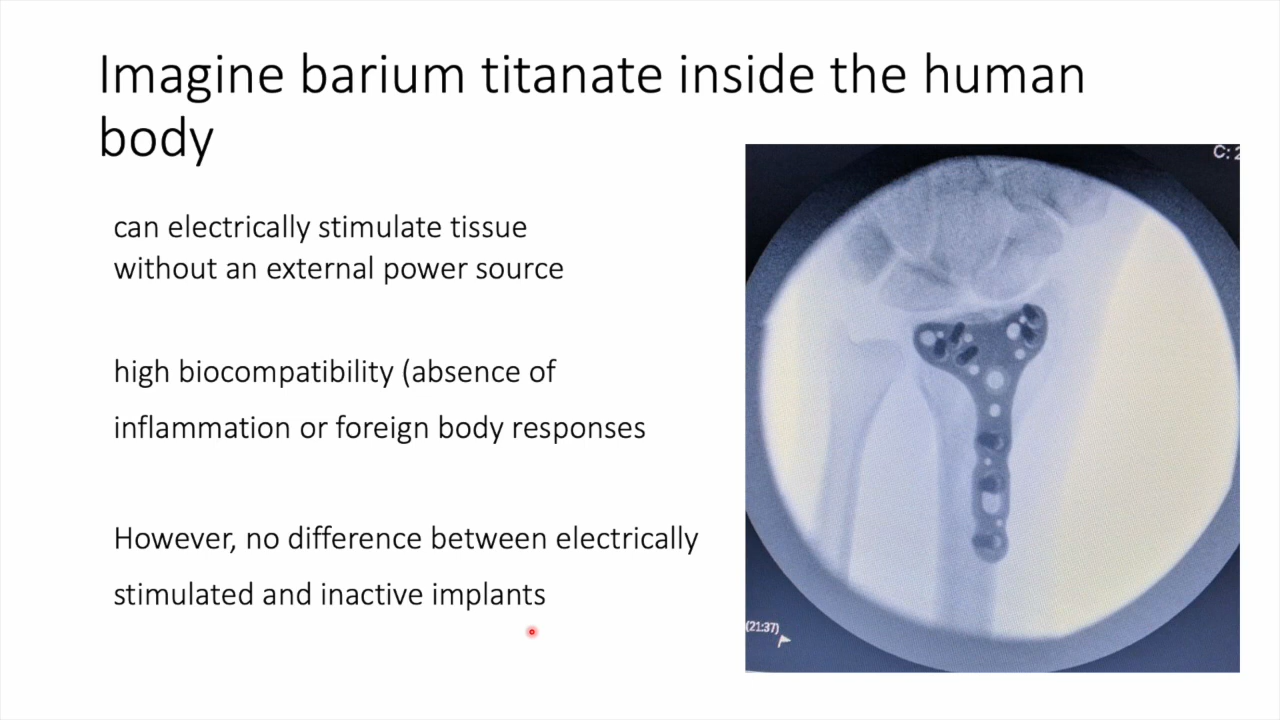 Imagine barium titanate inside the human
body
can electrically stimulate tissue
without an external power source
high biocompatibility (absence of
inflammation or foreign body responses
However, no difference between electrically
stimulated and inactive implants
C: 2
(21:37)